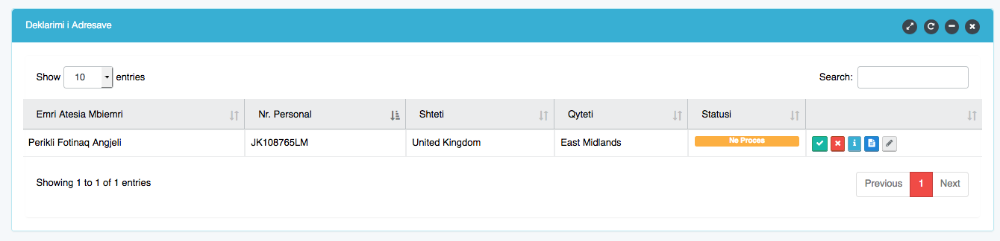 Deklarimi i Adresave
Show 10 entries Search:
Emri Atesia Mbiemri Nr. Personal Shteti Qyteti Statusi
Perikli Fotinaq Angjeli JK108765LM United Kingdom East Midlands Ne Proces
Showing 1 to 1 of 1 entries Previous 1 Next